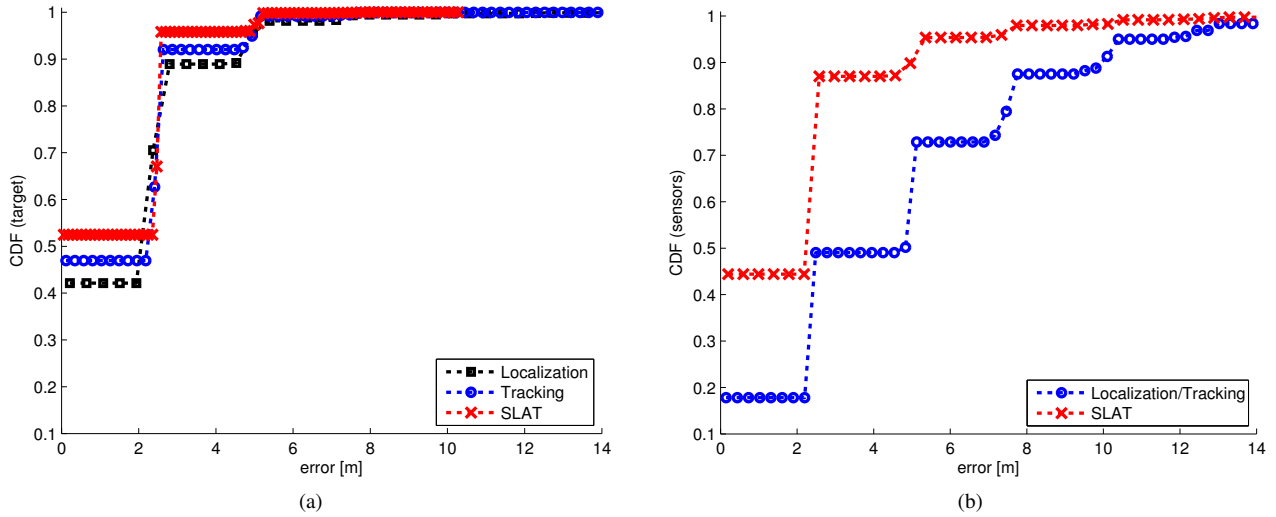 1
0.9
0.8
0.7
0.6
0.5
0.4
0.3
0.2
0.1
CDF (target)
0 2 4 6 8 10 12 14
error [m]
Localization
Tracking
SLAT
(a)
1
0.9
0.8
0.7
0.6
0.5
0.4
0.3
0.2
0.1
CDF (sensors)
0 2 4 6 8 10 12 14
error [m]
Localization/Tracking
SLAT
(b)